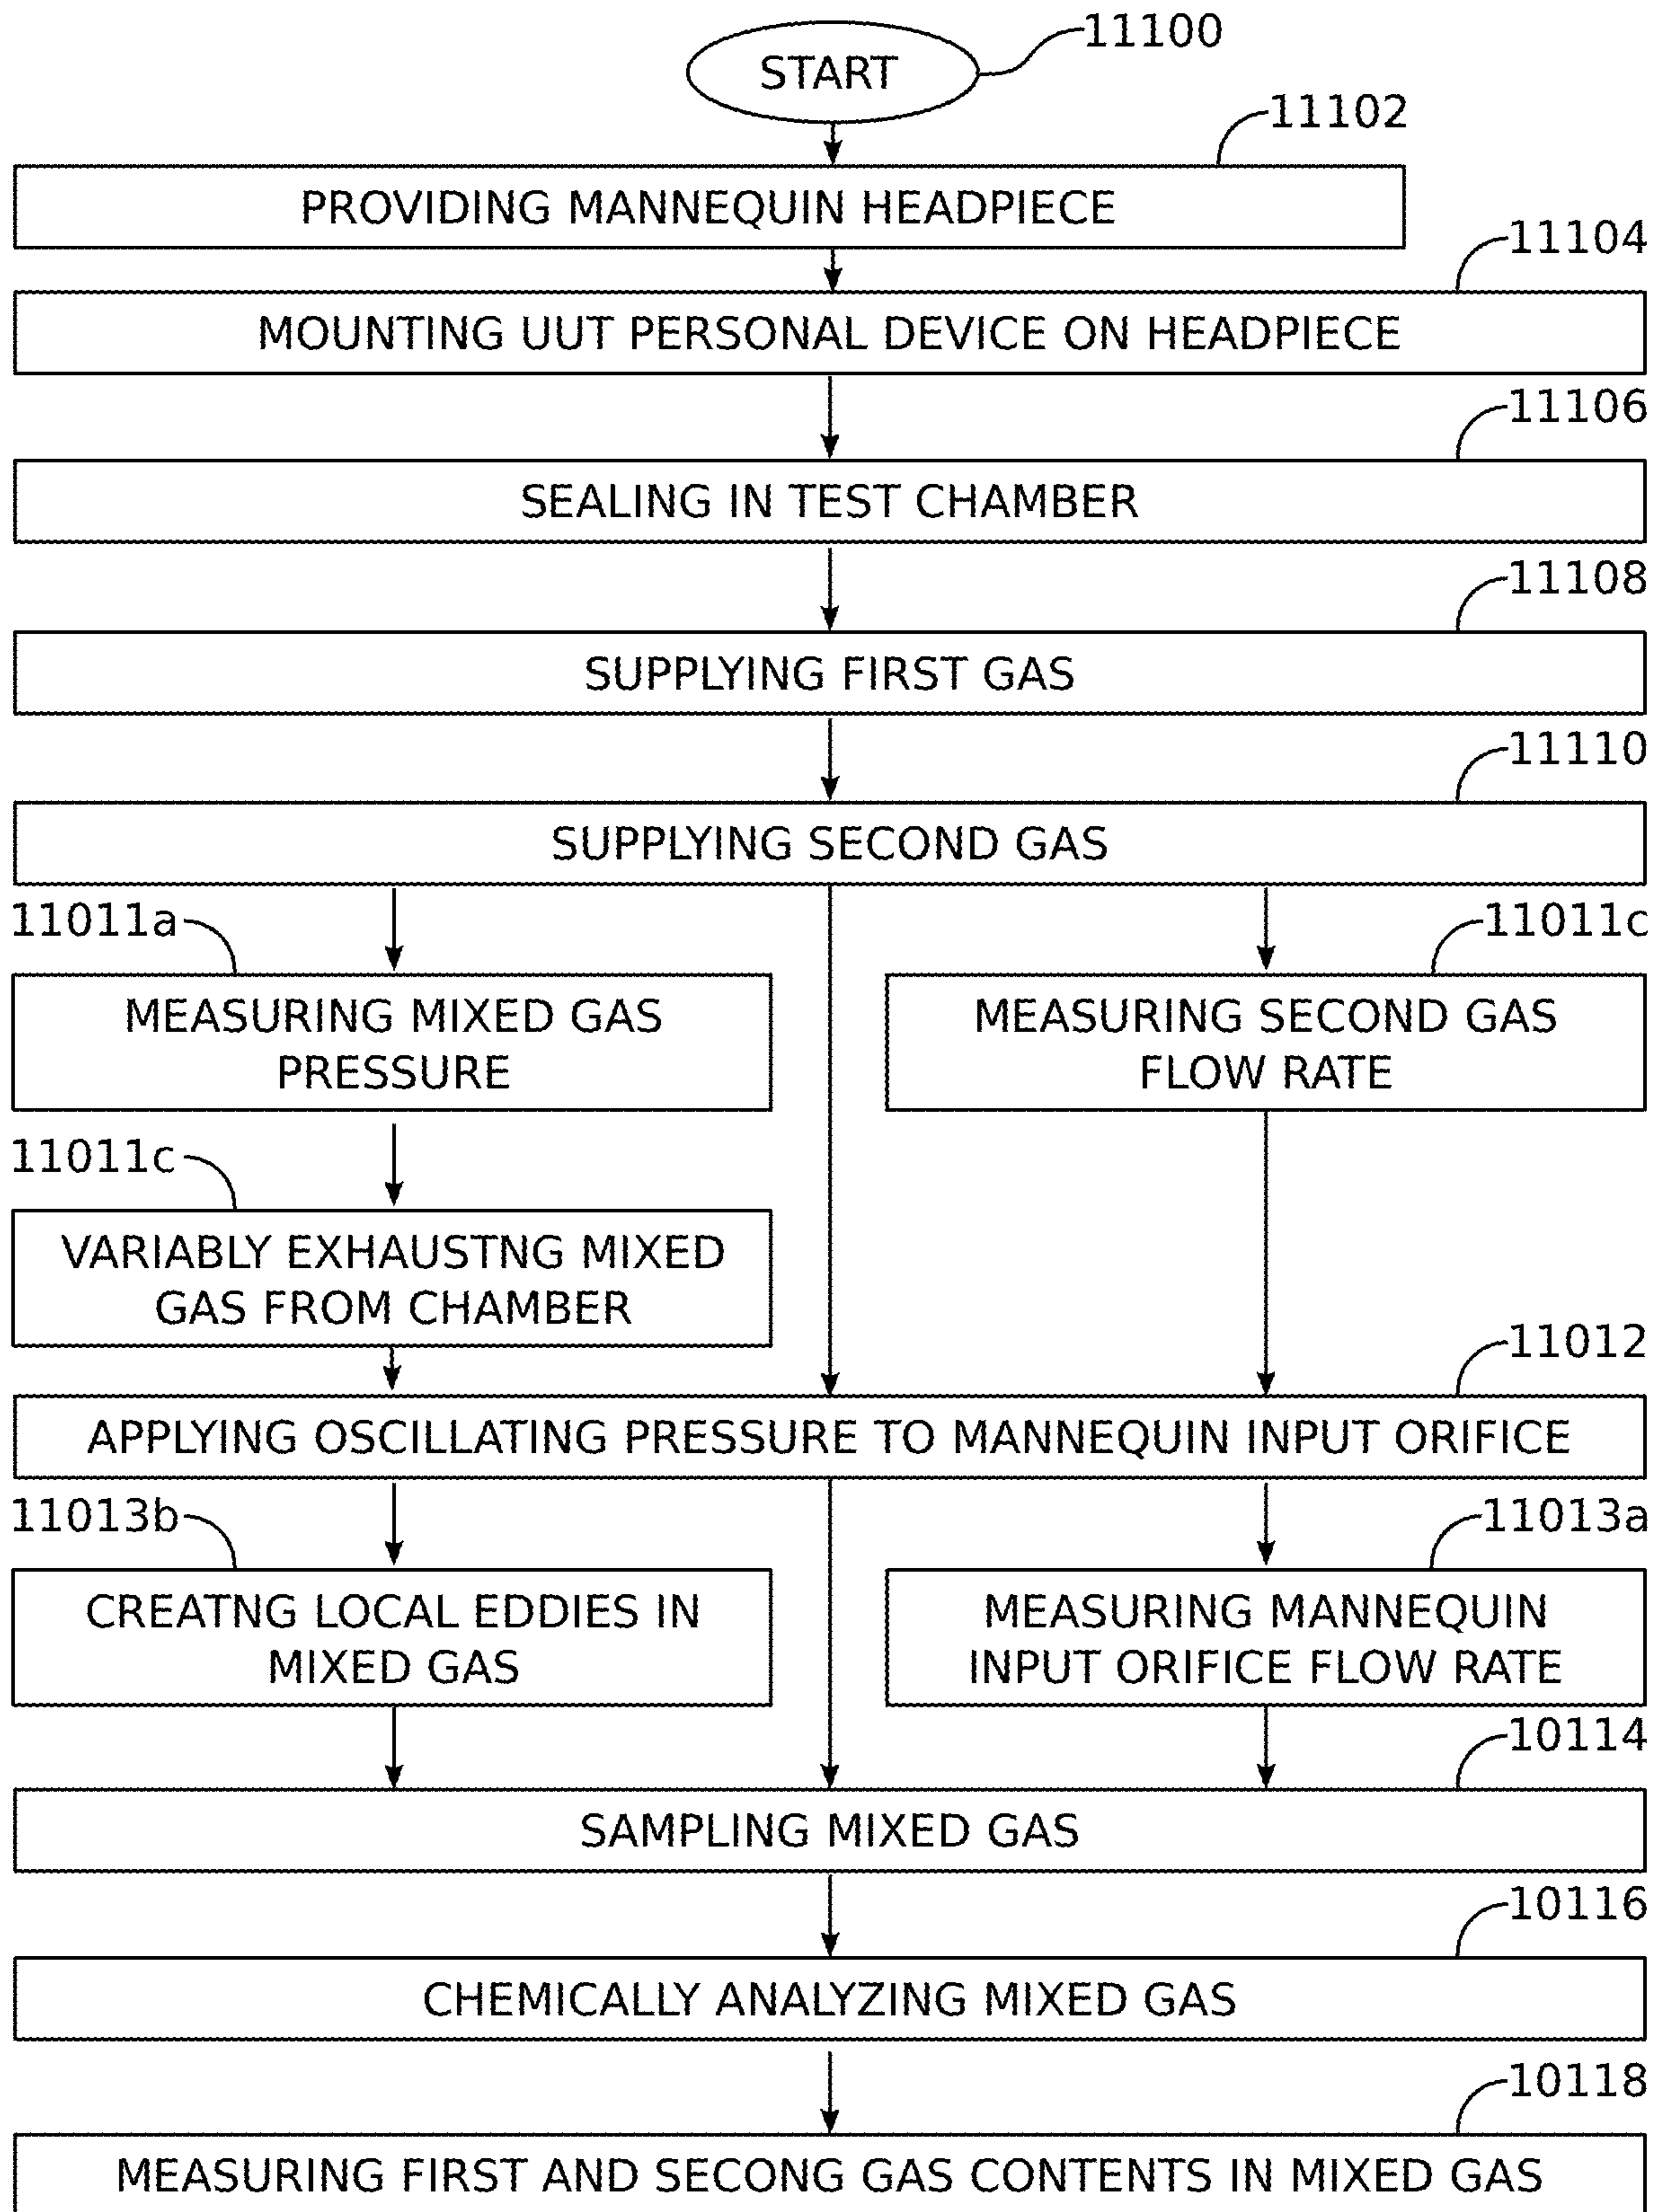 11100
START
11102
PROVIDING MANNEQUIN HEADPIECE
11104
MOUNTING UUT PERSONAL DEVICE ON HEADPIECE
11106
SEALING IN TEST CHAMBER
11108
SUPPLYING FIRST GAS
11110
SUPPLYING SECOND GAS
11011a
MEASURING MIXED GAS
PRESSURE
11011c
MEASURING SECOND GAS
FLOW RATE
11011c
VARIABLY EXHAUSTNG MIXED
GAS FROM CHAMBER
11012
APPLYING OSCILLATING PRESSURE TO MANNEQUIN INPUT ORIFICE
11013b
CREATNG LOCAL EDDIES IN
MIXED GAS
11013a
MEASURING MANNEQUIN
INPUT ORIFICE FLOW RATE
10114
SAMPLING MIXED GAS
10116
CHEMICALLY ANALYZING MIXED GAS
10118
MEASURING FIRST AND SECONG GAS CONTENTS IN MIXED GAS